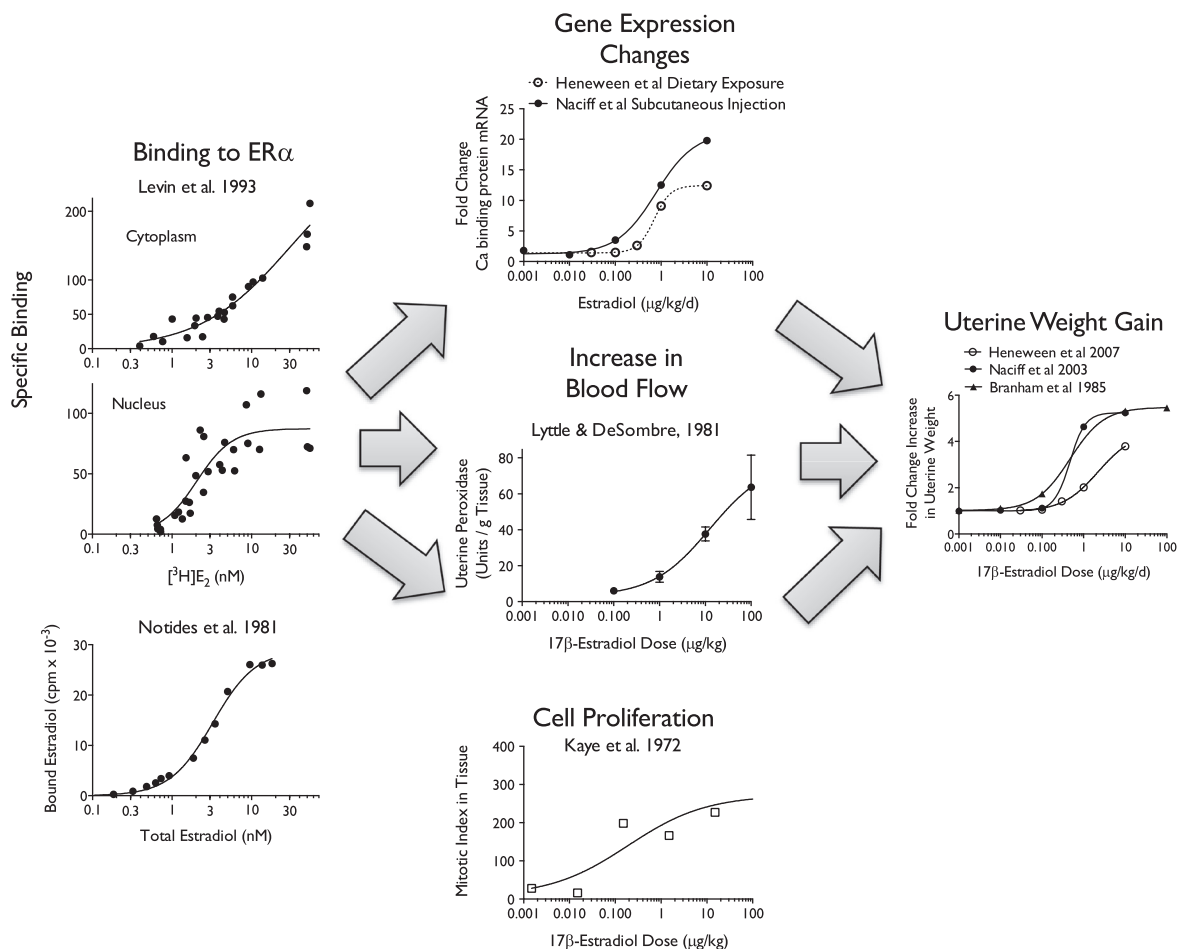 Gene Expression
Changes
Heneween et al Dietary Exposure
Naciff et al Subcutaneous Injection
Fold Change
Ca binding protein mRNA
25
20
15
10
5
0
0.001 0.010 0.100 1 10 100
Estradiol (μg/kg/d)
Binding to ERα
Levin et al. 1993
Specific Binding
Cytoplasm
200
100
50
0
0.1 0.3 1 3 10 30
Nucleus
100
50
0
0.1 0.3 1 3 10 30
[³H]E₂ (nM)
Notides et al. 1981
Bound Estradiol (cpm x 10⁻³)
30
20
10
0
0.1 0.3 1 3 10 30
Total Estradiol (nM)
Increase in
Blood Flow
Lyttle & DeSombre, 1981
Uterine Peroxidase
(Units / g Tissue)
80
60
40
20
0
0.001 0.010 0.100 1 10 100
17β-Estradiol Dose (μg/kg)
Cell Proliferation
Kaye et al. 1972
Mitotic Index in Tissue
400
300
200
100
0
0.001 0.010 0.100 1 10 100
17β-Estradiol Dose (μg/kg)
Uterine Weight Gain
Heneween et al 2007
Naciff et al 2003
Branham et al 1985
Fold Change Increase
in Uterine Weight
6
4
2
0
0.001 0.010 0.100 1 10 100
17β-Estradiol Dose (μg/kg/d)